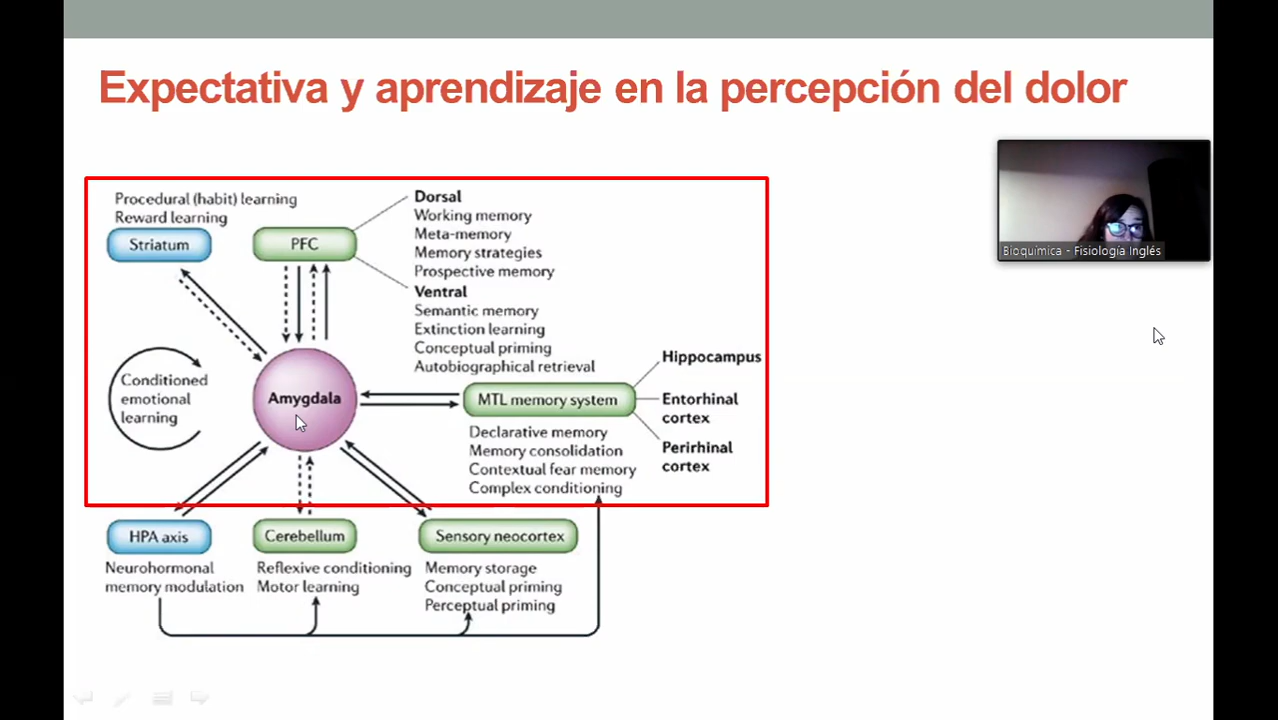 Expectativa y aprendizaje en la percepción del dolor
Procedural (habit) learning
Reward learning
Striatum
PFC
Dorsal
Working memory
Meta-memory
Memory strategies
Prospective memory
Ventral
Semantic memory
Extinction learning
Conceptual priming
Autobiographical retrieval
Conditioned
emotional
learning
Amygdala
MTL memory system
Hippocampus
Entorhinal
cortex
Perirhinal
cortex
Declarative memory
Memory consolidation
Contextual fear memory
Complex conditioning
HPA axis
Neurohormonal
memory modulation
Cerebellum
Reflexive conditioning
Motor learning
Sensory neocortex
Memory storage
Conceptual priming
Perceptual priming
Bioquímica - Fisiología Inglés